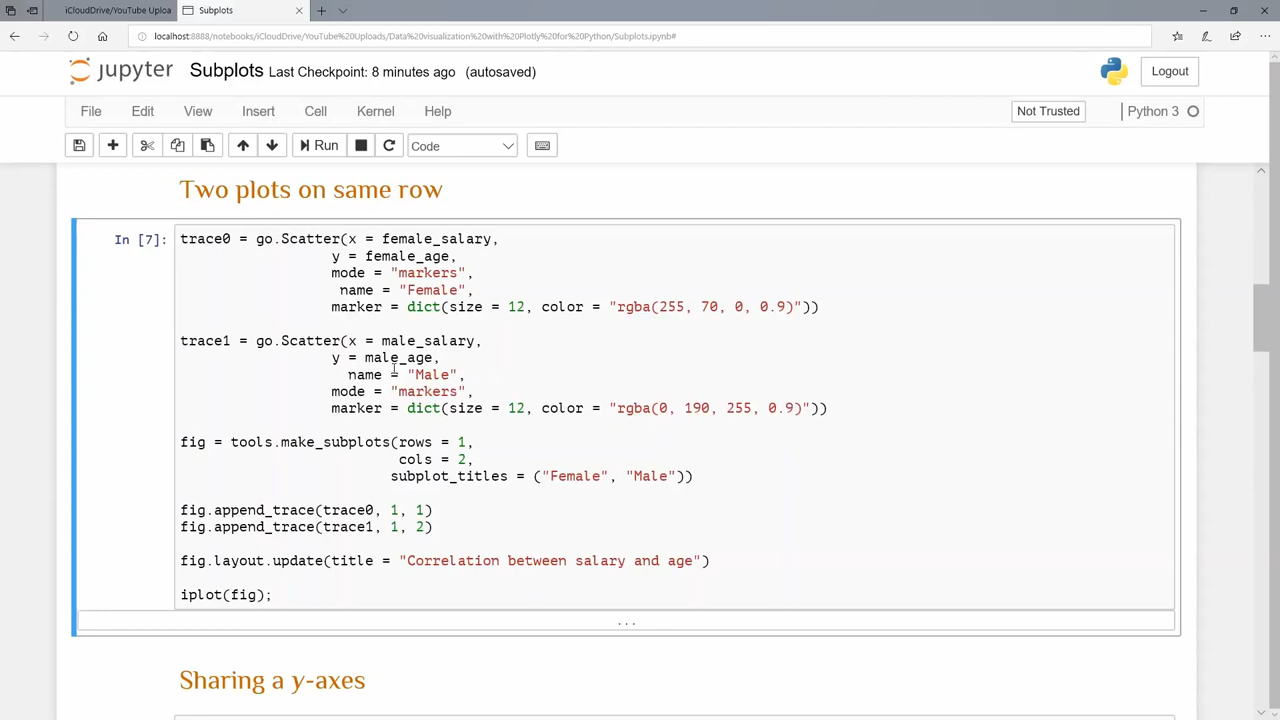 iCloudDrive/YouTube Uploa
Subplots
localhost:8888/notebooks/iCloudDrive/YouTube%20Uploads/Data%20visualization%20with%20Plotly%20for%20Python/Subplots.ipynb#
jupyter Subplots Last Checkpoint: 8 minutes ago (autosaved)
Logout
File Edit View Insert Cell Kernel Help
Not Trusted
Python 3
Run
Code
Two plots on same row
In [7]:
trace0 = go.Scatter(x = female_salary,
y = female_age,
mode = "markers",
name = "Female",
marker = dict(size = 12, color = "rgba(255, 70, 0, 0.9)"))
trace1 = go.Scatter(x = male_salary,
y = male_age,
name = "Male",
mode = "markers",
marker = dict(size = 12, color = "rgba(0, 190, 255, 0.9)"))
fig = tools.make_subplots(rows = 1,
cols = 2,
subplot_titles = ("Female", "Male"))
fig.append_trace(trace0, 1, 1)
fig.append_trace(trace1, 1, 2)
fig.layout.update(title = "Correlation between salary and age")
iplot(fig);
...
Sharing a y-axes